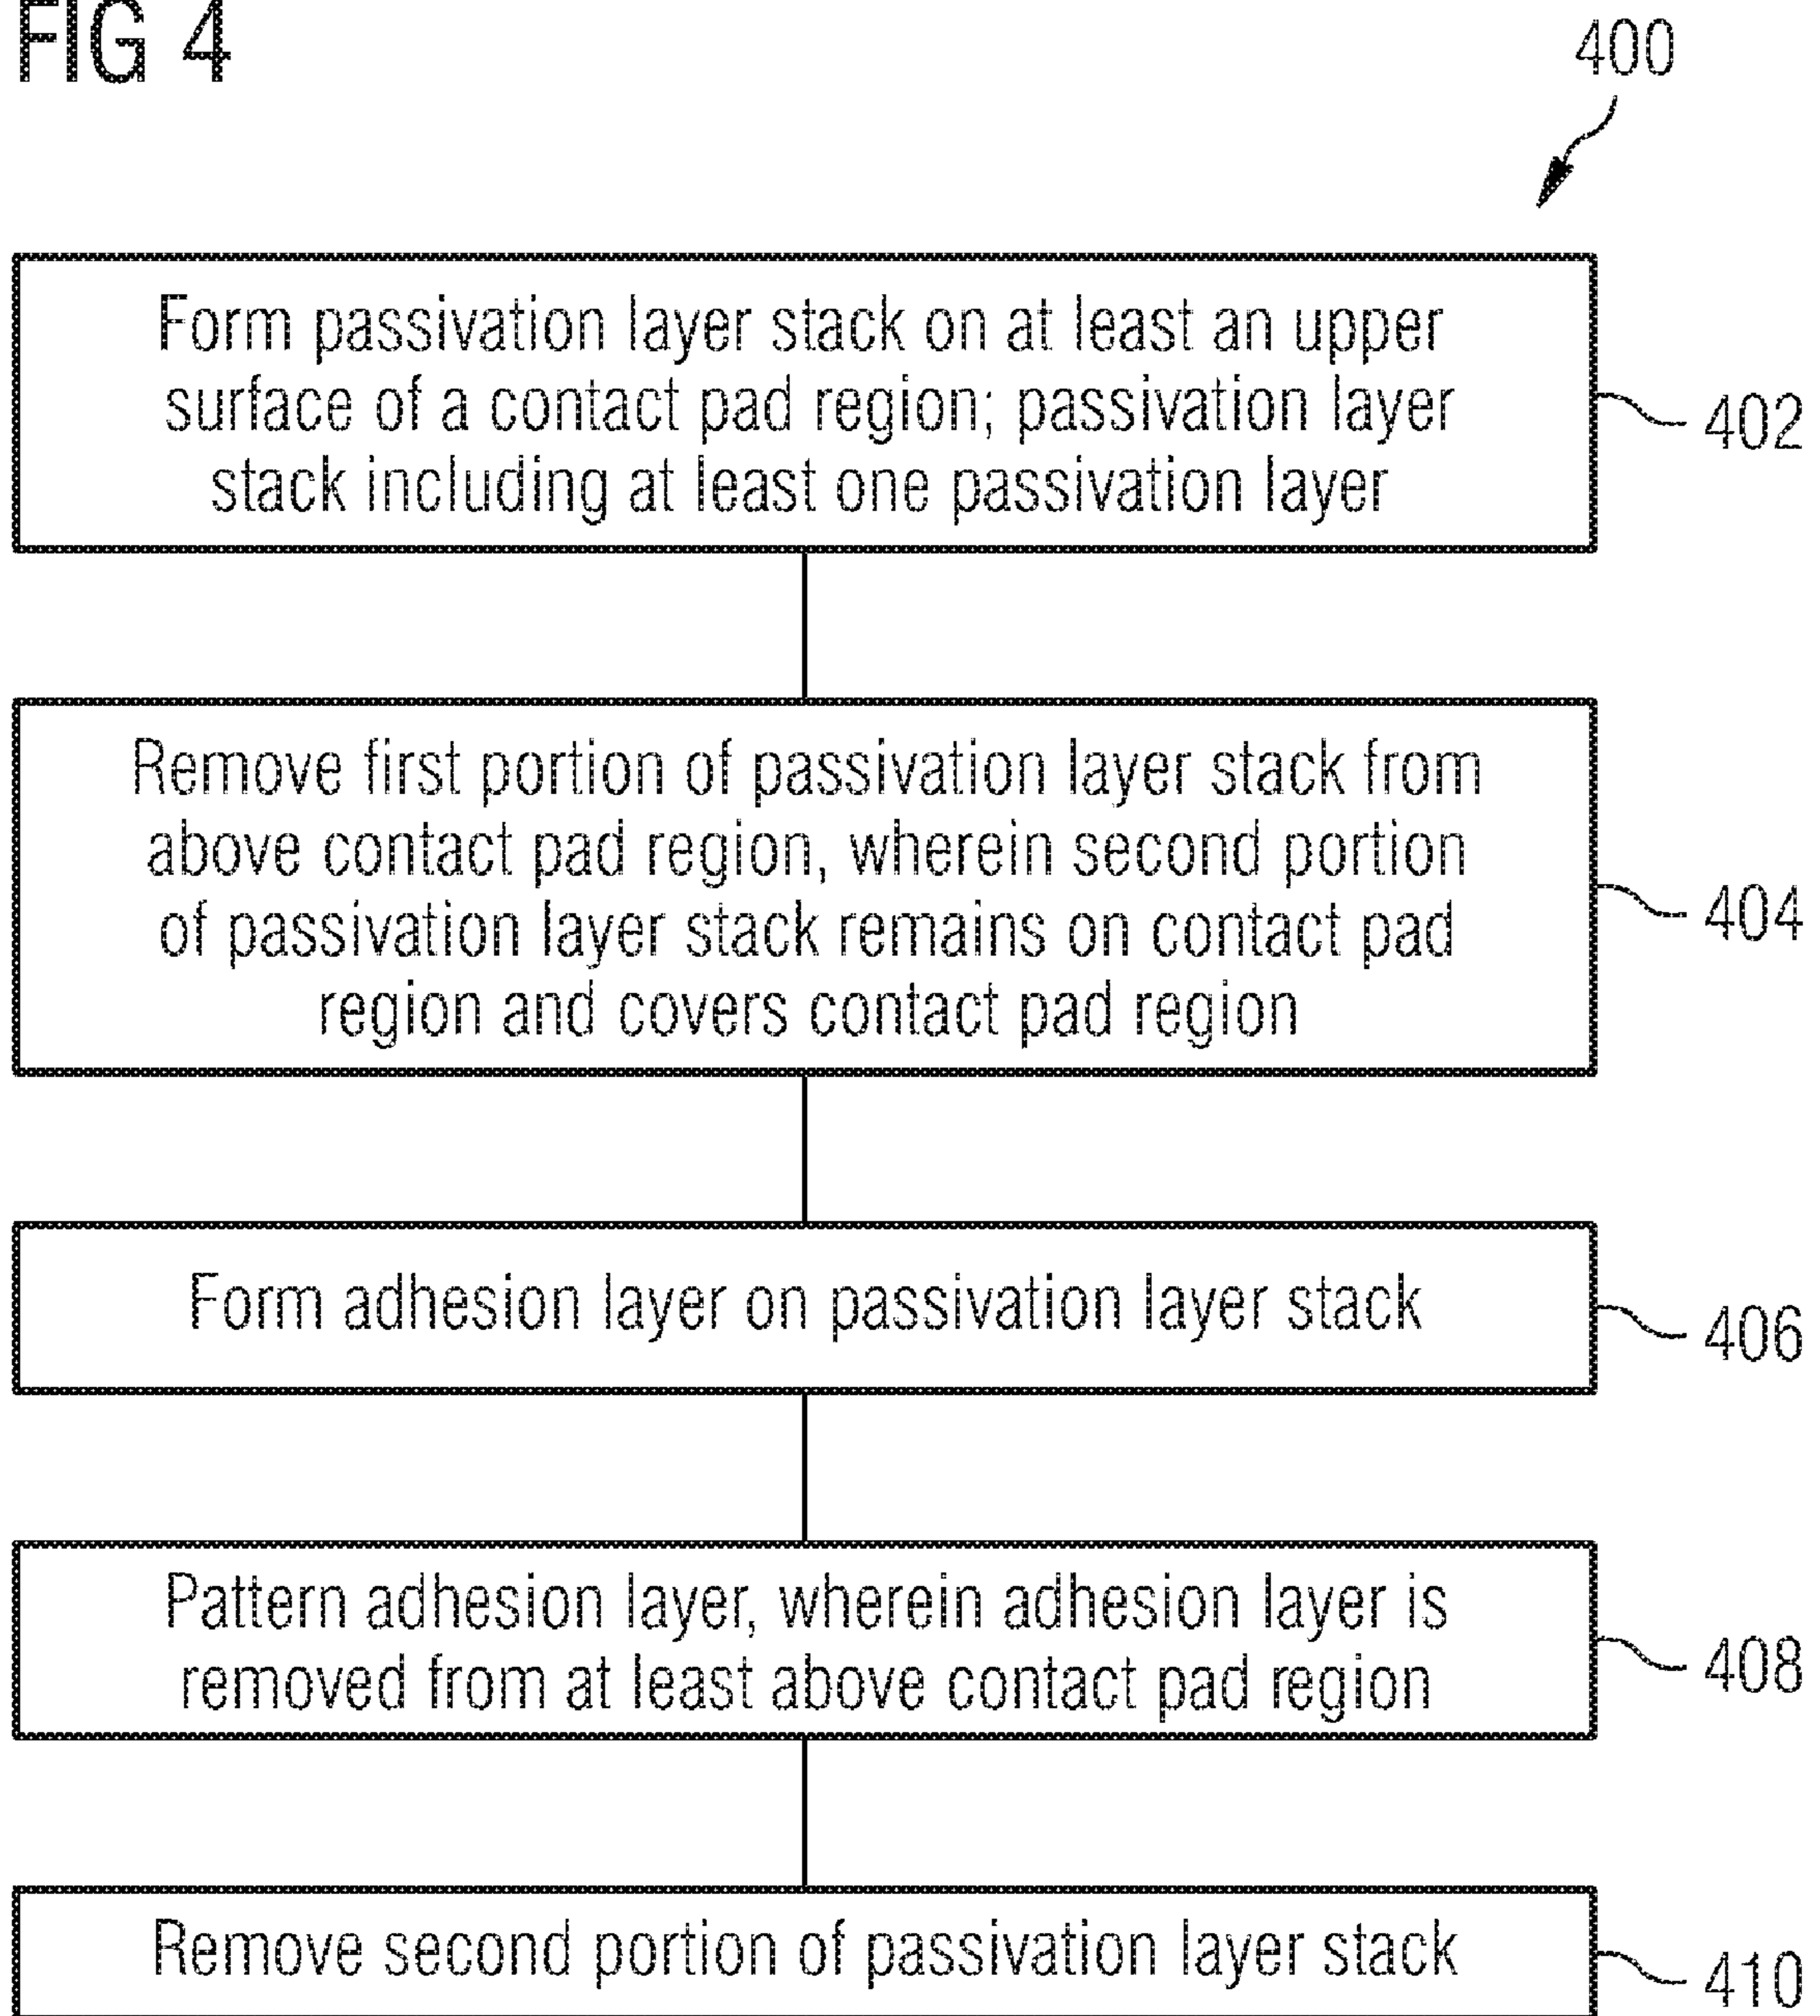 FIG 4
400
Form passivation layer stack on at least an upper
surface of a contact pad region; passivation layer
stack including at least one passivation layer
402
Remove first portion of passivation layer stack from
above contact pad region, wherein second portion
of passivation layer stack remains on contact pad
region and covers contact pad region
404
Form adhesion layer on passivation layer stack
406
Pattern adhesion layer, wherein adhesion layer is
removed from at least above contact pad region
408
Remove second portion of passivation layer stack
410